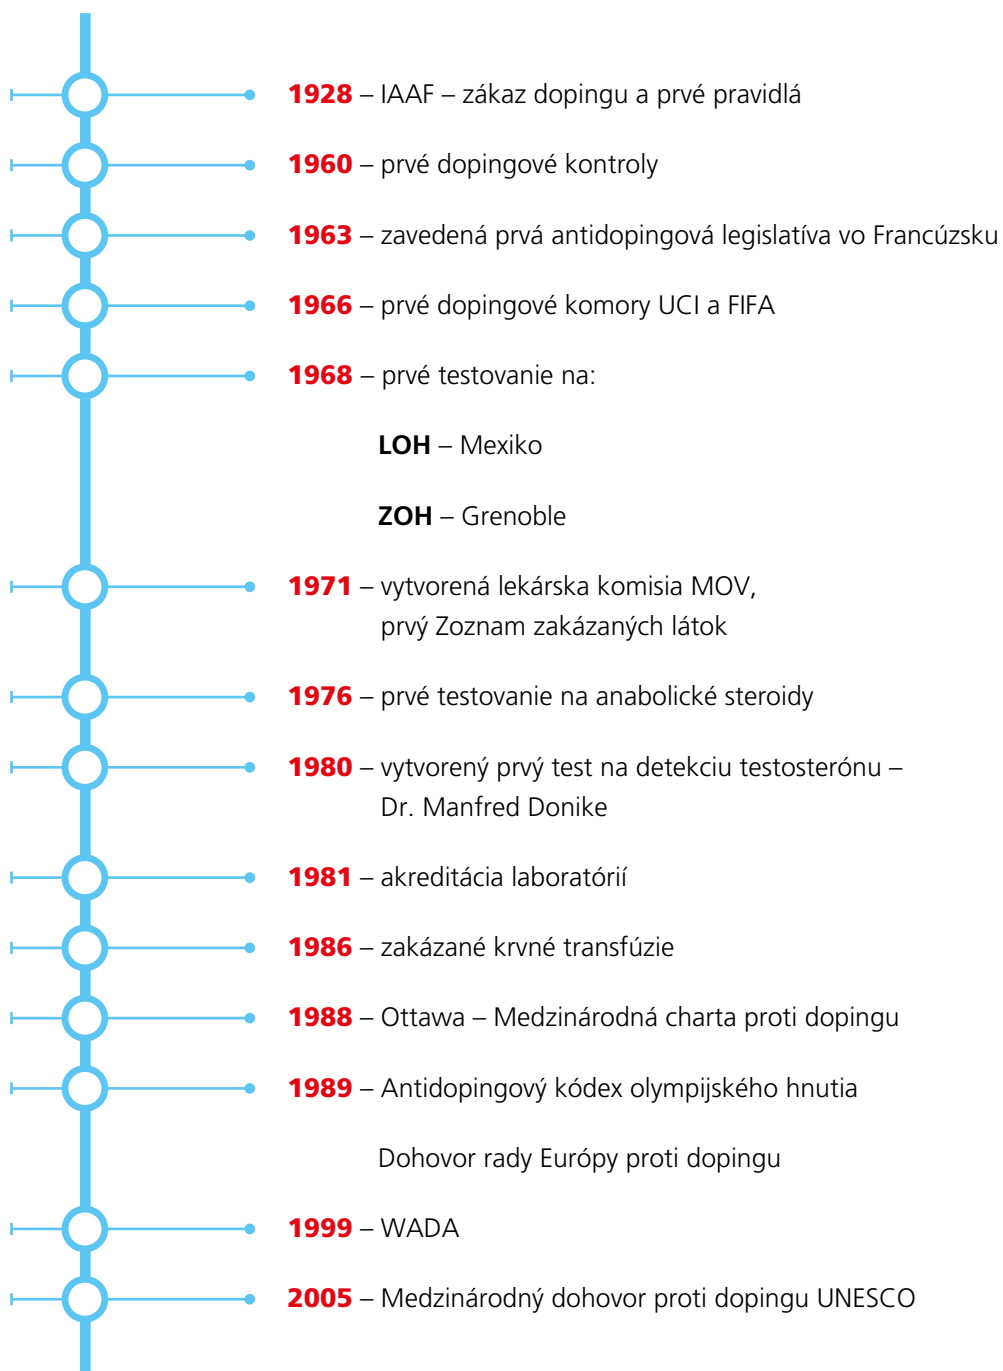 1928 – IAAF – zákaz dopingu a prvé pravidlá
1960 – prvé dopingové kontroly
1963 – zavedená prvá antidopingová legislatíva vo Francúzsku
1966 – prvé dopingové komory UCI a FIFA
1968 – prvé testovanie na:
LOH – Mexiko
ZOH – Grenoble
1971 – vytvorená lekárska komisia MOV,
prvý Zoznam zakázaných látok
1976 – prvé testovanie na anabolické steroidy
1980 – vytvorený prvý test na detekciu testosterónu –
Dr. Manfred Donike
1981 – akreditácia laboratórií
1986 – zakázané krvné transfúzie
1988 – Ottawa – Medzinárodná charta proti dopingu
1989 – Antidopingový kódex olympijského hnutia
Dohovor rady Európy proti dopingu
1999 – WADA
2005 – Medzinárodný dohovor proti dopingu UNESCO